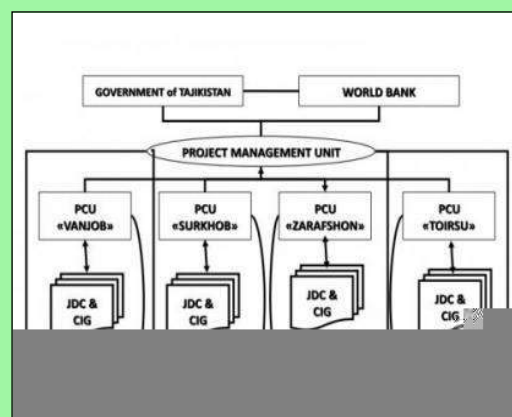 GOVERNMENT of TAJIKISTAN
WORLD BANK
PROJECT MANAGEMENT UNIT
PCU
«VANJOB»
PCU
«SURKHOB»
PCU
«ZARAFSHON»
PCU
«TOIRSU»
JDC &
CIG
JDC &
CIG
JDC &
CIG
JDC &
CIG